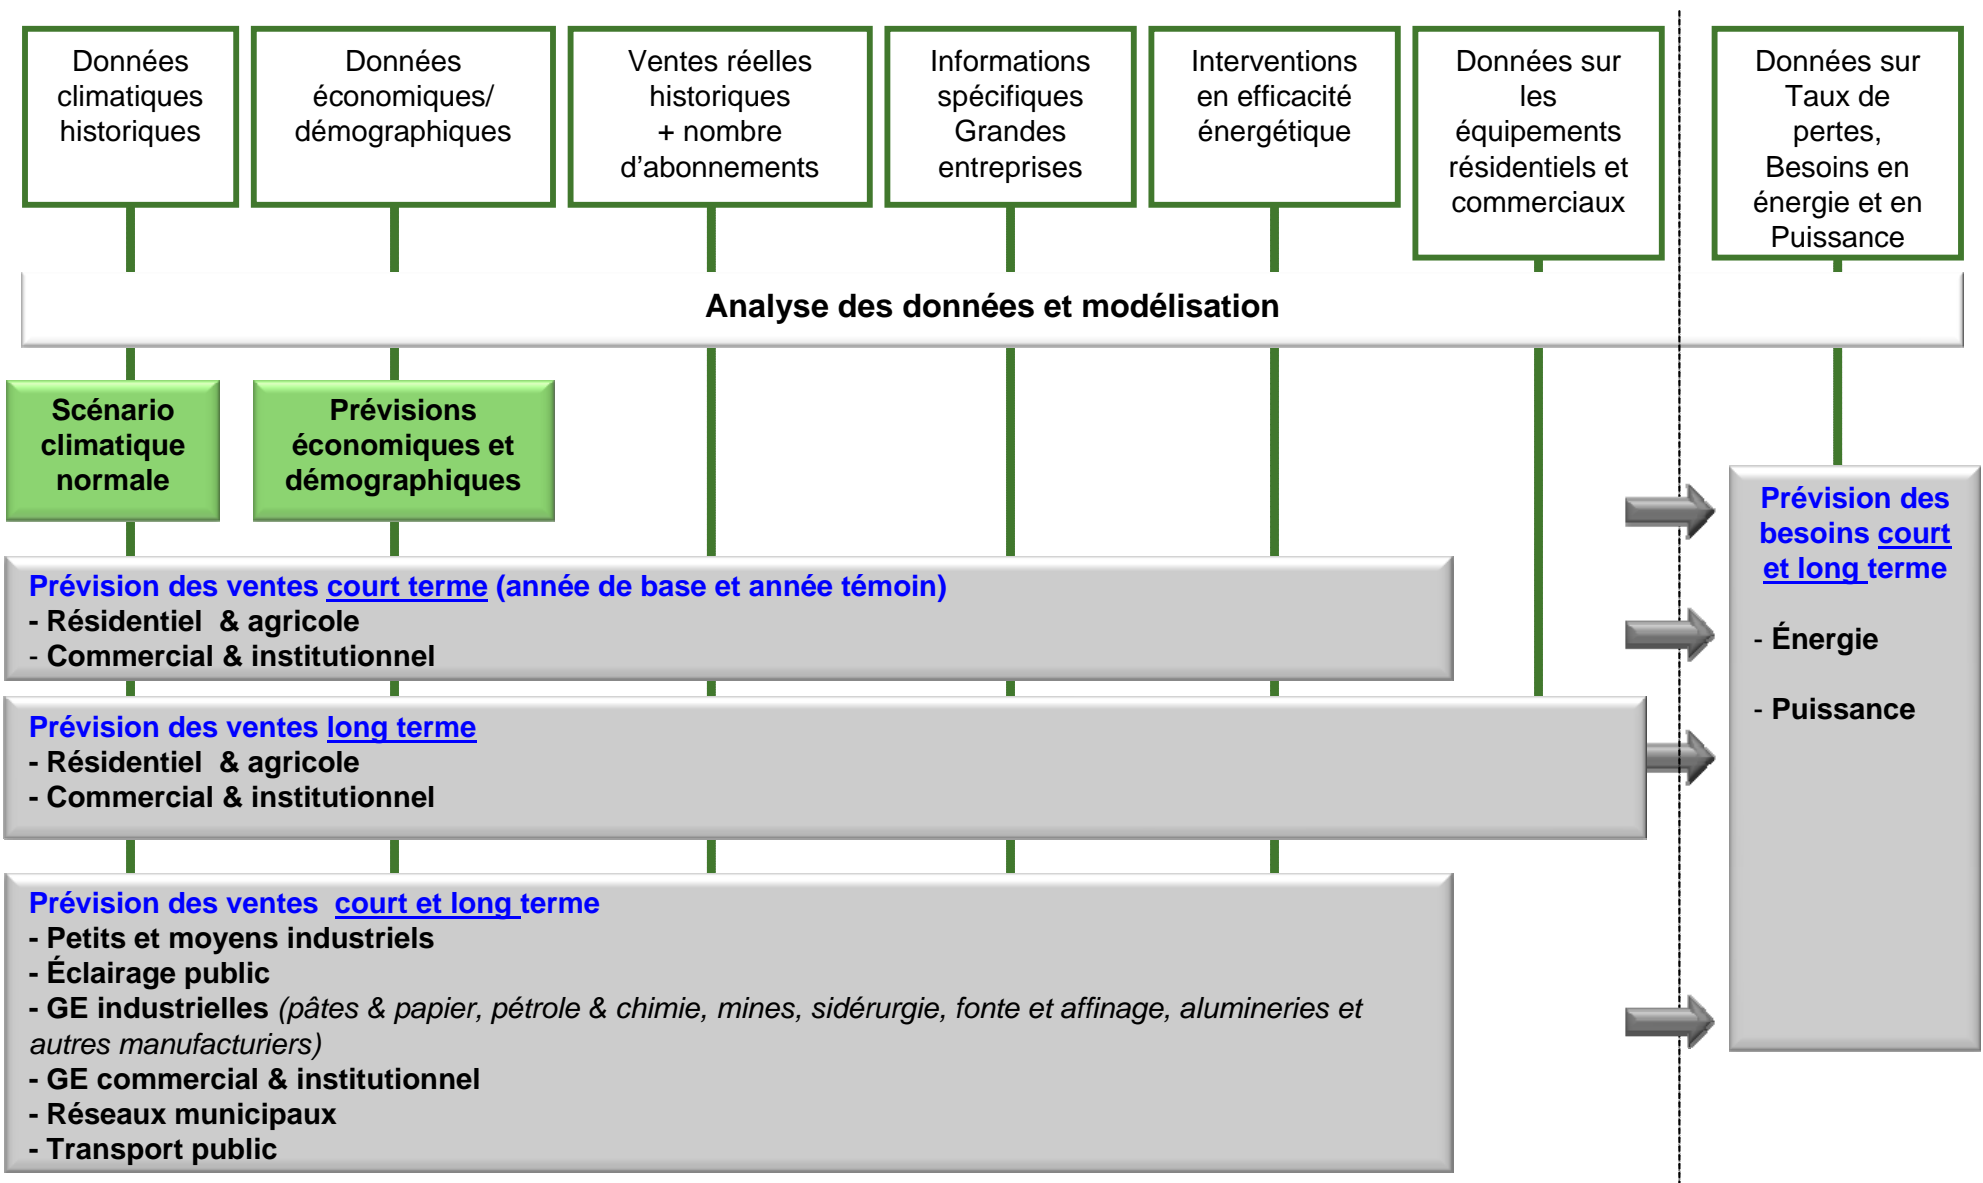 Données
climatiques
historiques
Données
économiques/
démographiques
Ventes réelles
historiques
+ nombre
d'abonnements
Informations
spécifiques
Grandes
entreprises
Interventions
en efficacité
énergétique
Données sur
les
équipements
résidentiels et
commerciaux
Données sur
Taux de
pertes,
Besoins en
énergie et en
Puissance
Analyse des données et modélisation
Scénario
climatique
normale
Prévisions
économiques et
démographiques
Prévision des ventes court terme (année de base et année témoin)
- Résidentiel & agricole
- Commercial & institutionnel
Prévision des ventes long terme
- Résidentiel & agricole
- Commercial & institutionnel
Prévision des ventes court et long terme
- Petits et moyens industriels
- Éclairage public
- GE industrielles (pâtes & papier, pétrole & chimie, mines, sidérurgie, fonte et affinage, alumineries et
autres manufacturiers)
- GE commercial & institutionnel
- Réseaux municipaux
- Transport public
Prévision des
besoins court
et long terme
- Énergie
- Puissance